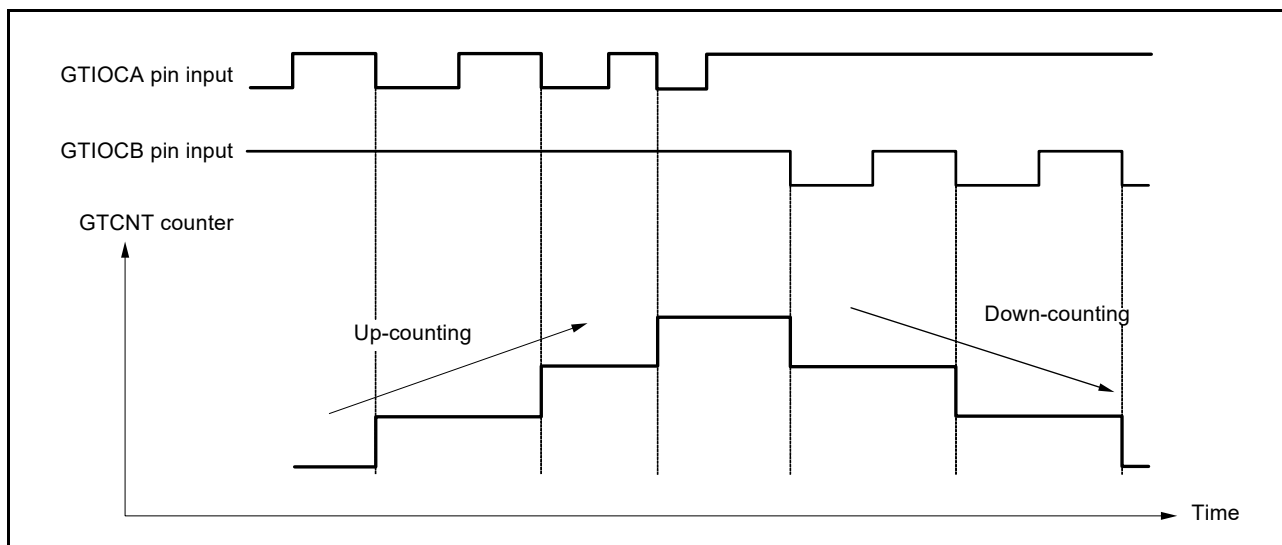 GTIOCA pin input
GTIOCB pin input
GTCNT counter
Up-counting
Down-counting
Time